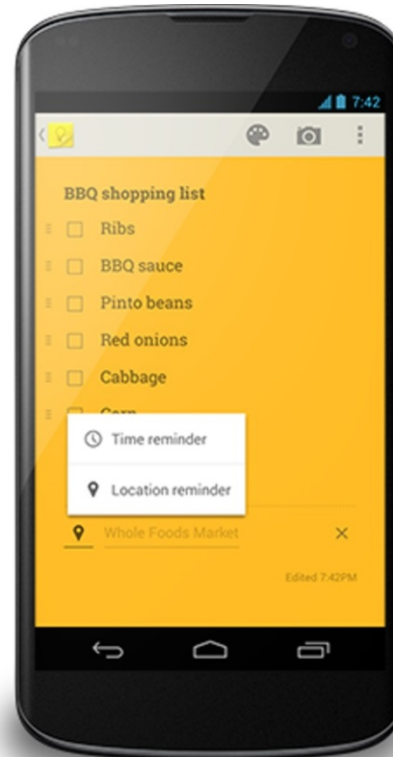 7:42
BBQ shopping list
Ribs
BBQ sauce
Pinto beans
Red onions
Cabbage
Corn
Time reminder
Location reminder
Whole Foods Market
Edited 7:42PM